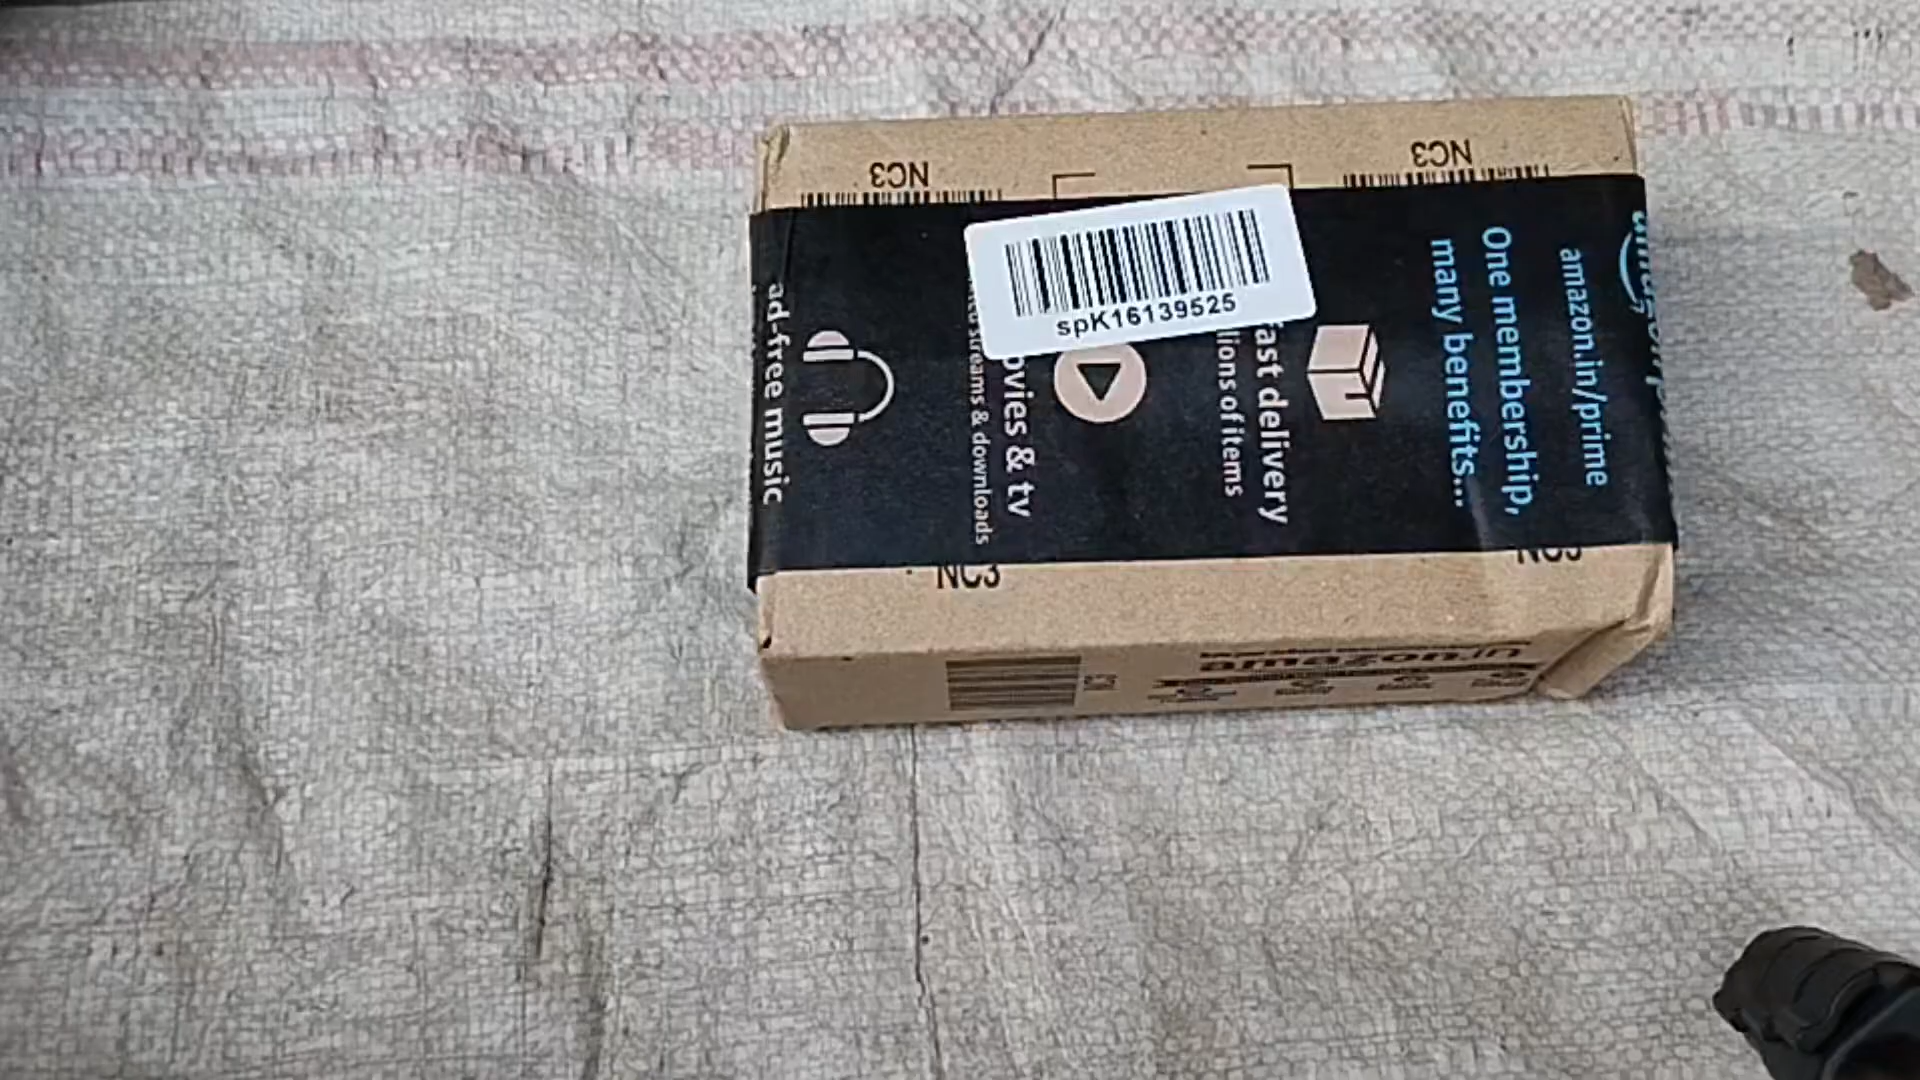 NC3
NC3
spK16139525
ad-free music
streams & downloads
ovies & tv
fast delivery
lions of items
One membership,
many benefits...
amazon.in/prime
NC3
NC3
amazon.in